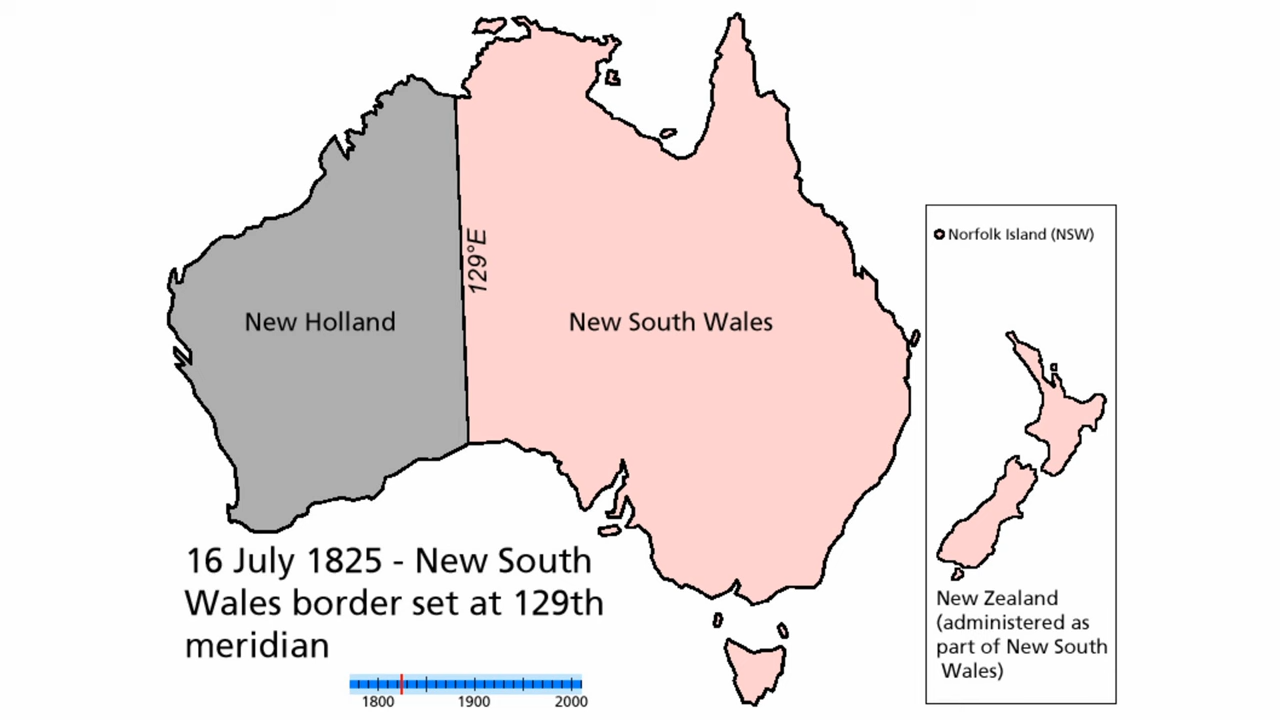 Norfolk Island (NSW)
129°E
New Holland
New South Wales
16 July 1825 - New South
Wales border set at 129th
meridian
New Zealand
(administered as
part of New South
Wales)
1800 1900 2000